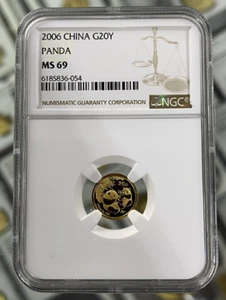 2006 CHINA G20Y
PANDA
MS 69
6185836-054
NUMISMATIC GUARANTY CORPORATION
NGC